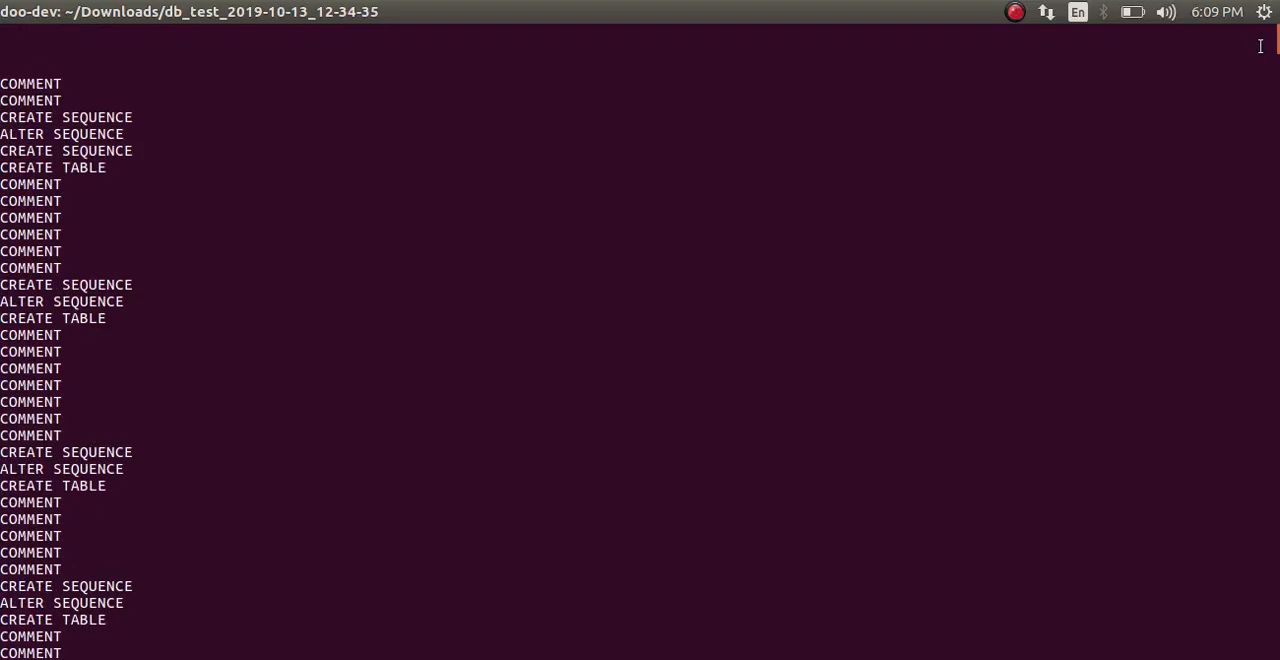 doo-dev: ~/Downloads/db_test_2019-10-13_12-34-35
En
6:09 PM
COMMENT
COMMENT
CREATE SEQUENCE
ALTER SEQUENCE
CREATE SEQUENCE
CREATE TABLE
COMMENT
COMMENT
COMMENT
COMMENT
COMMENT
COMMENT
CREATE SEQUENCE
ALTER SEQUENCE
CREATE TABLE
COMMENT
COMMENT
COMMENT
COMMENT
COMMENT
COMMENT
COMMENT
CREATE SEQUENCE
ALTER SEQUENCE
CREATE TABLE
COMMENT
COMMENT
COMMENT
COMMENT
COMMENT
CREATE SEQUENCE
ALTER SEQUENCE
CREATE TABLE
COMMENT
COMMENT